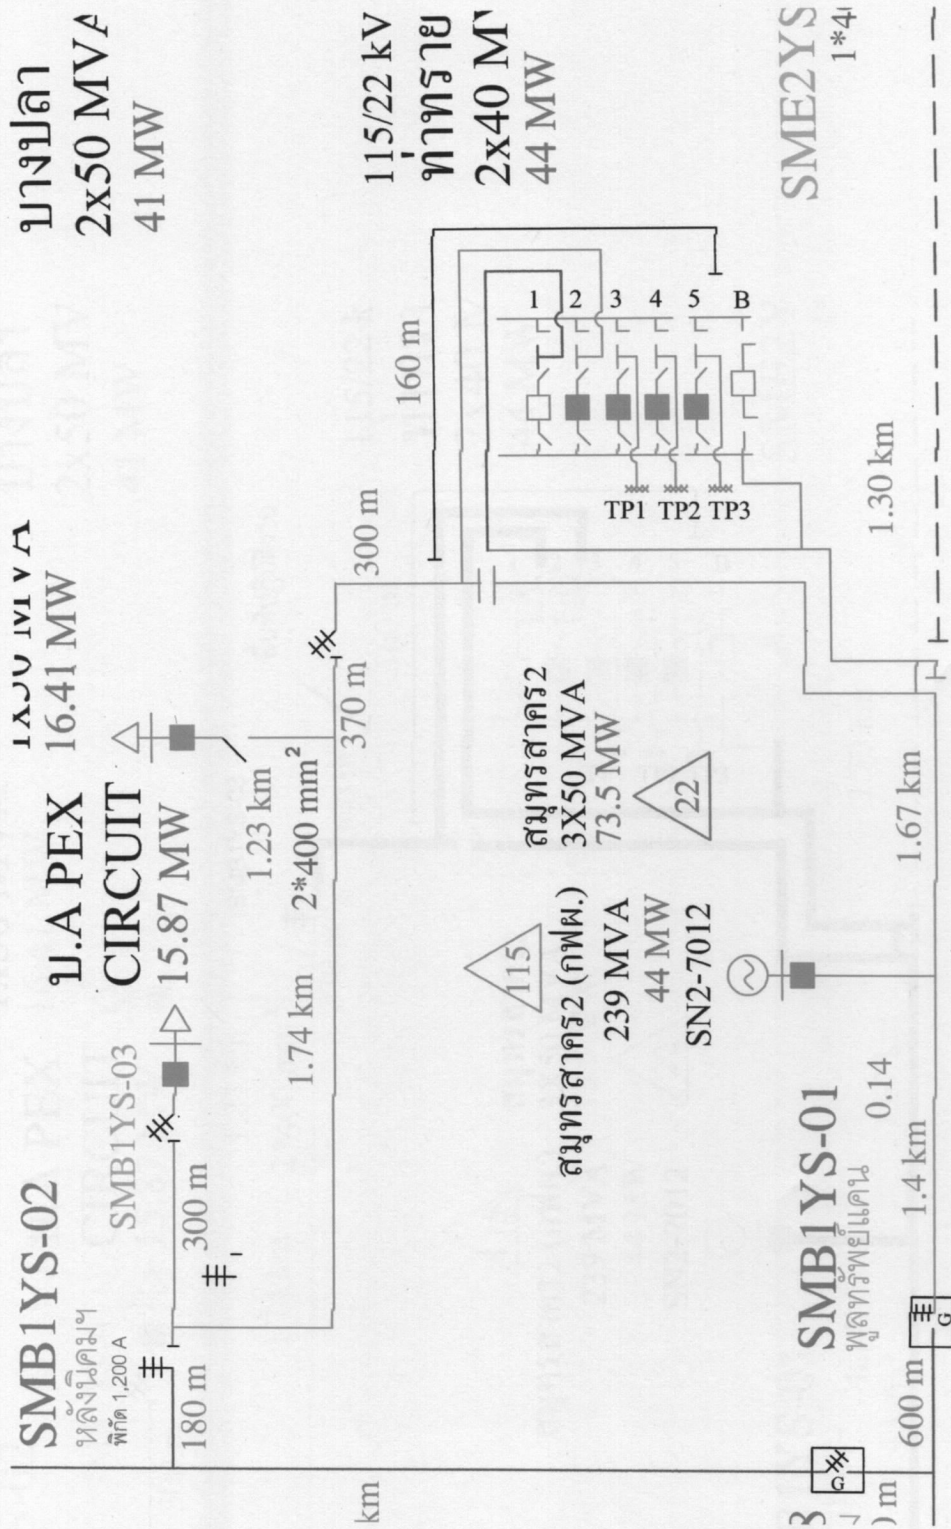 บางปลา
2x50 MVA
41 MW
115/22 kV
ท่าทราย
2x40 M
44 MW
SME2YS
1*4
16.41 MW
บ.A PEX
CIRCUIT
15.87 MW
SMB1YS-02
หลังนิคมฯ
พิกัด 1,200 A
SMB1YS-03
180 m
300 m
1.74 km
1.23 km
2*400 mm²
370 m
300 m
160 m
1
2
3
4
5
B
TP1
TP2
TP3
สมุทรสาคร2
3X50 MVA
73.5 MW
22
115
สมุทรสาคร2 (กฟผ.)
239 MVA
44 MW
SN2-7012
SMB1YS-01
พูลทรัพย์แคน
0.14
600 m
1.4 km
1.67 km
1.30 km
G
G
km
m